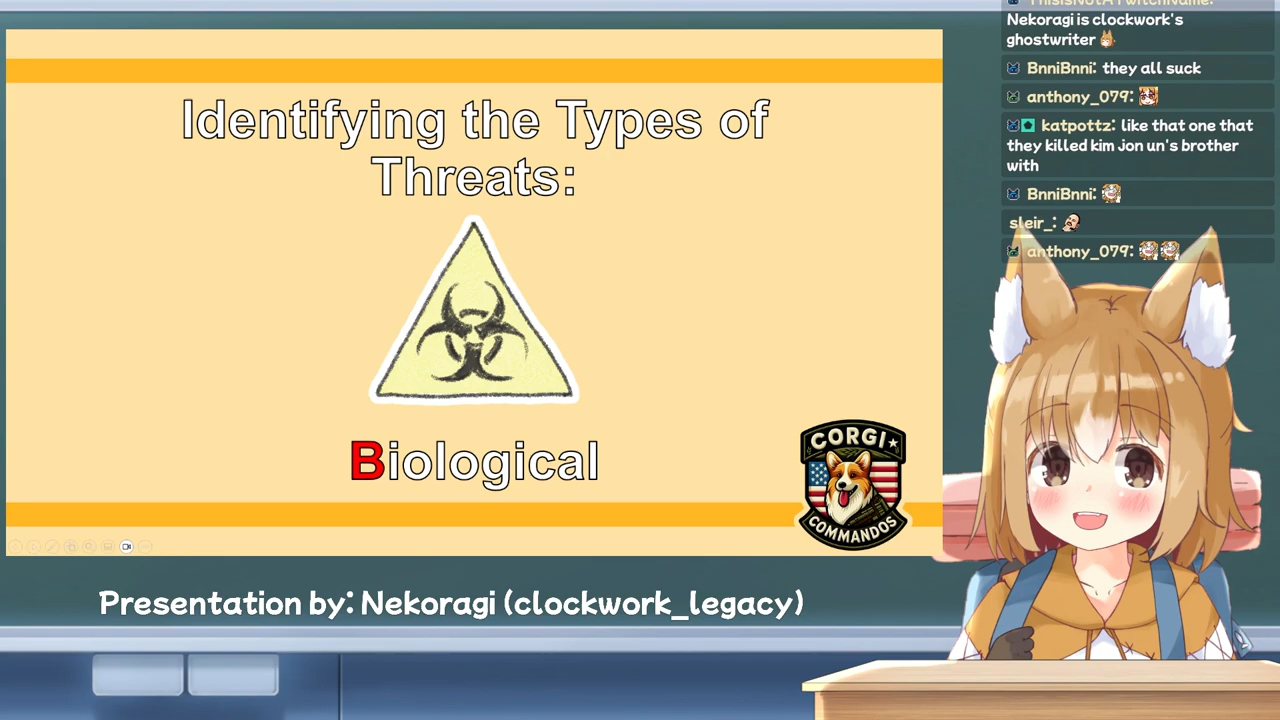 Identifying the Types of
Threats:
Biological
CORGI
COMMANDOS
Presentation by: Nekoragi (clockwork_legacy)
ThisIsNotATwitchName:
Nekoragi is clockwork's
ghostwriter
BnniBnni: they all suck
anthony_079:
katpottz: like that one that
they killed kim jon un's brother
with
BnniBnni:
sleir_:
anthony_079: